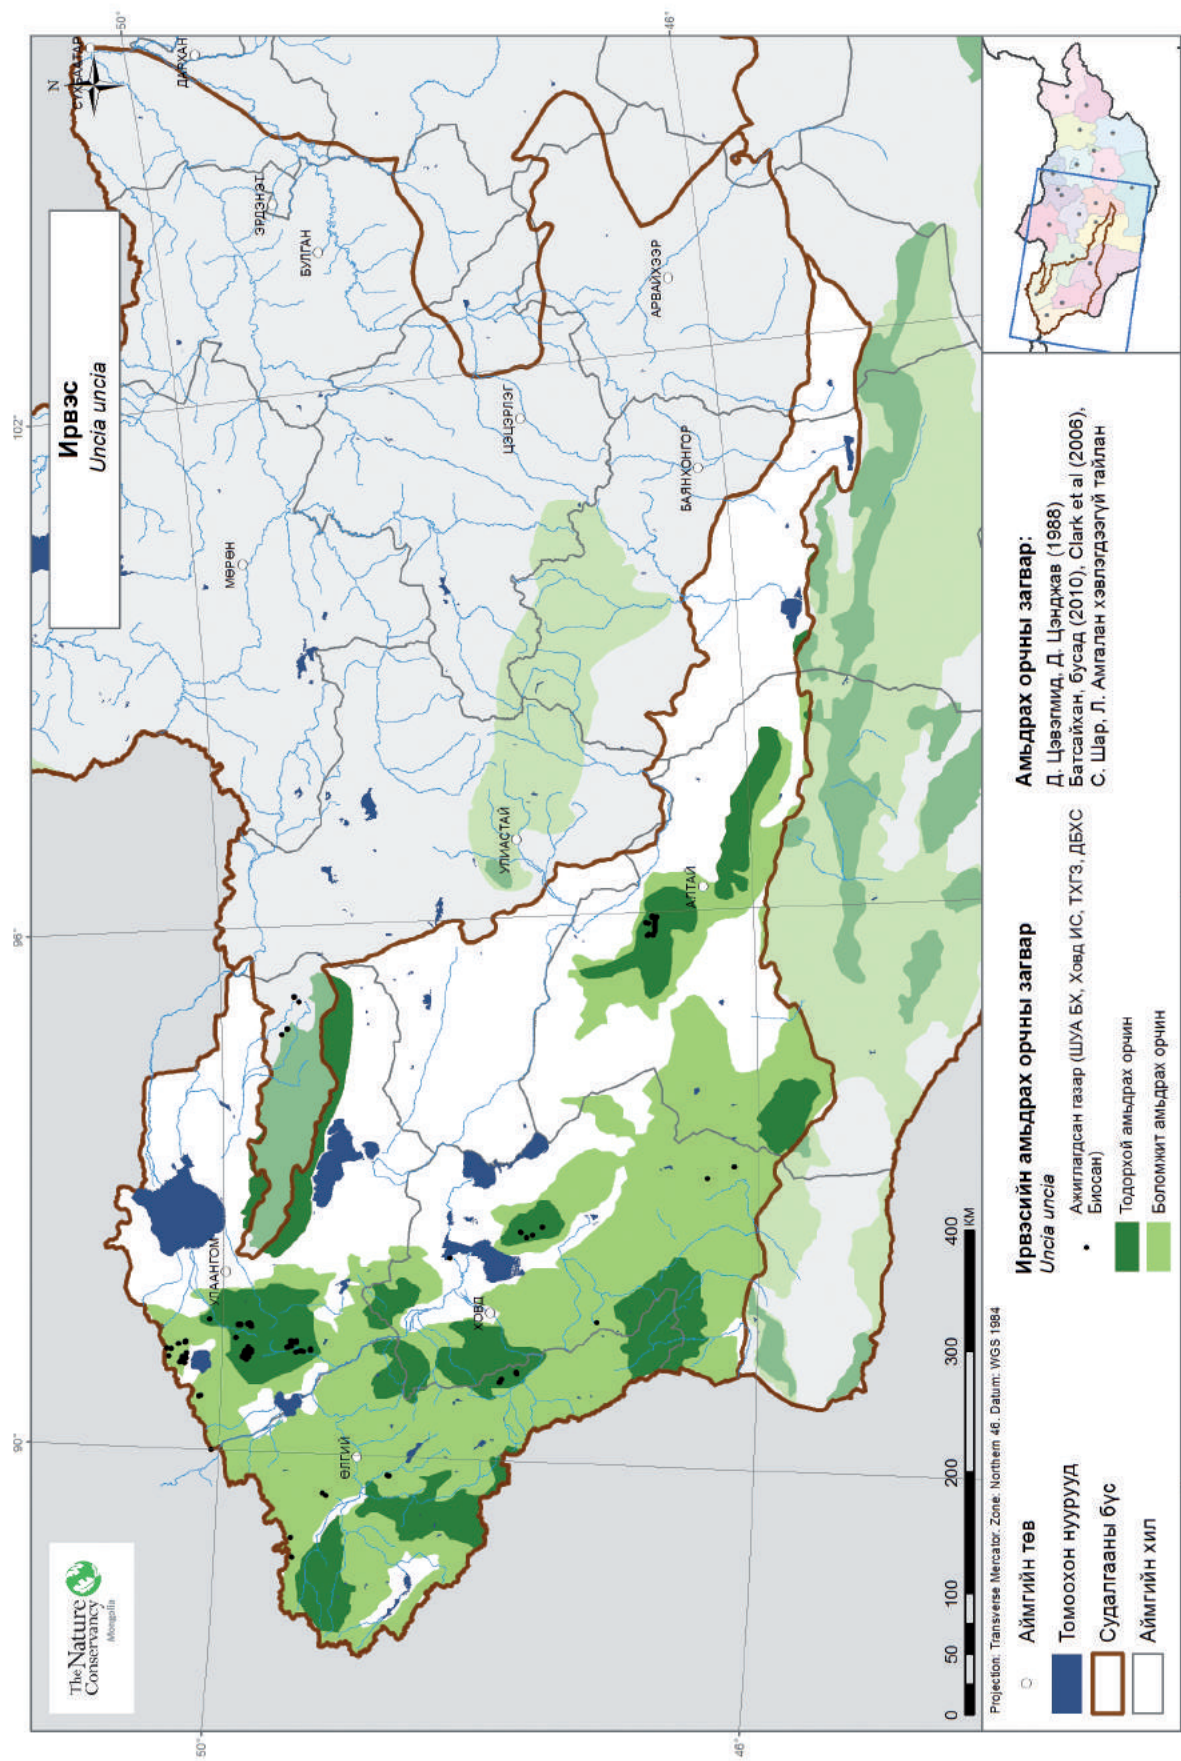 Ирвэс
Uncia uncia
The Nature
Conservancy
Mongolia
N
90°
96°
102°
50°
46°
50°
46°
СҮХБААТАР
ДАРХАН
ЭРДЭНЭТ
БУЛГАН
МӨРӨН
ЦЭЦЭРЛЭГ
АРВАЙХЭЭР
БАЯНХОНГОР
УЛИАСТАЙ
АЛТАЙ
УЛААНГОМ
ХОВД
ӨЛГИЙ
0 50 100 200 300 400
КМ
Projection: Transverse Mercator. Zone: Northern 46. Datum: WGS 1984
Аймгийн төв
Томоохон нуурууд
Судалгааны бүс
Аймгийн хил
Ирвэсийн амьдрах орчны загвар
Uncia uncia
Ажиглагдсан газар (ШУА БХ, Ховд ИС, ТХГЗ, ДБХС
Биосан)
Тодорхой амьдрах орчин
Боломжит амьдрах орчин
Амьдрах орчны загвар:
Д. Цэвэгмид, Д. Цэнджав (1988)
Батсайхан, бусад (2010), Clark et al (2006),
С. Шар, Л. Амгалан хэвлэгдээгүй тайлан